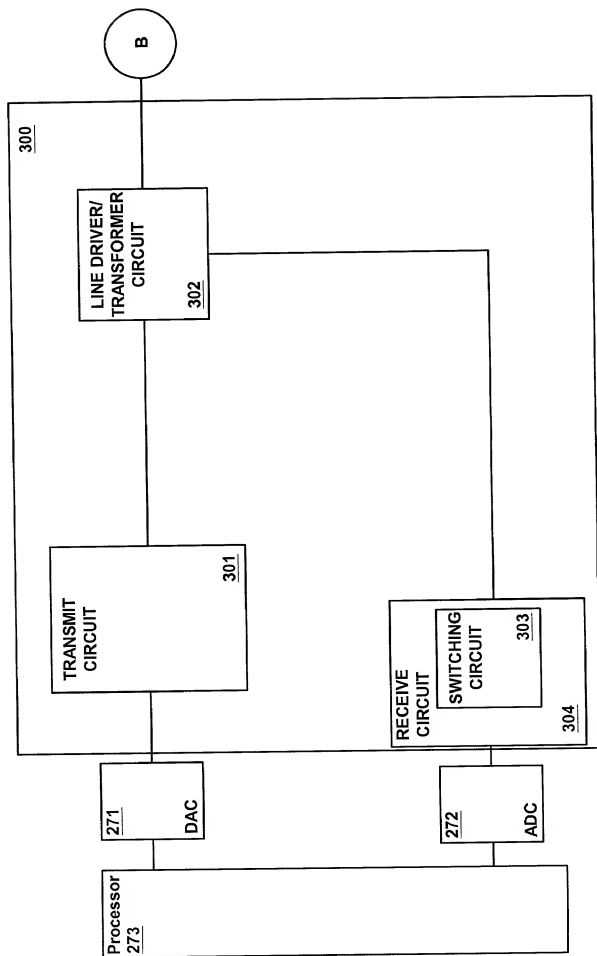 B
300
LINE DRIVER/
TRANSFORMER
CIRCUIT
302
TRANSMIT
CIRCUIT
301
RECEIVE
CIRCUIT
SWITCHING
CIRCUIT
303
304
271
DAC
272
ADC
Processor
273